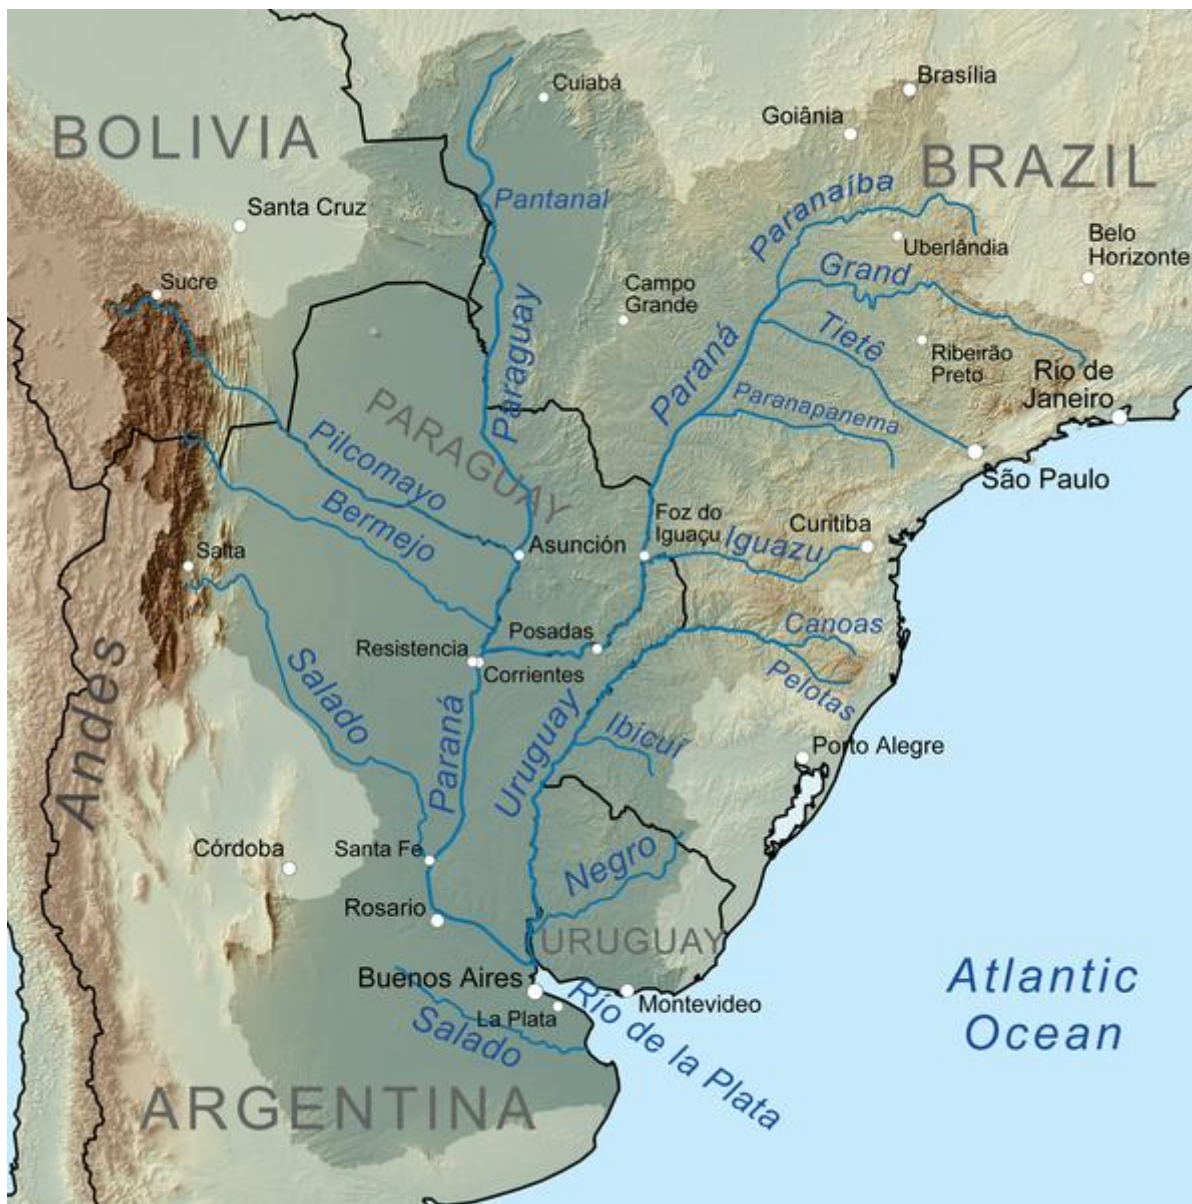 Cuiabá
Brasília
Goiânia
BOLIVIA
BRAZIL
Pantanal
Paranaíba
Santa Cruz
Uberlândia
Belo
Horizonte
Grand
Sucre
Campo
Grande
Paraguay
Paraná
Tietê
Ribeirão
Preto
Rio de
Janeiro
PARAGUAY
Paranapanema
Pilcomayo
São Paulo
Bermejo
Foz do
Iguaçu
Curitiba
Iguazu
Asunción
Salta
Posadas
Canoas
Resistencia
Corrientes
Pelotas
Andes
Salado
Paraná
Uruguay
Ibicuí
Porto Alegre
Córdoba
Santa Fe
Negro
Rosario
URUGUAY
Buenos Aires
Atlantic
Ocean
La Plata
Montevideo
Río de la Plata
Salado
ARGENTINA